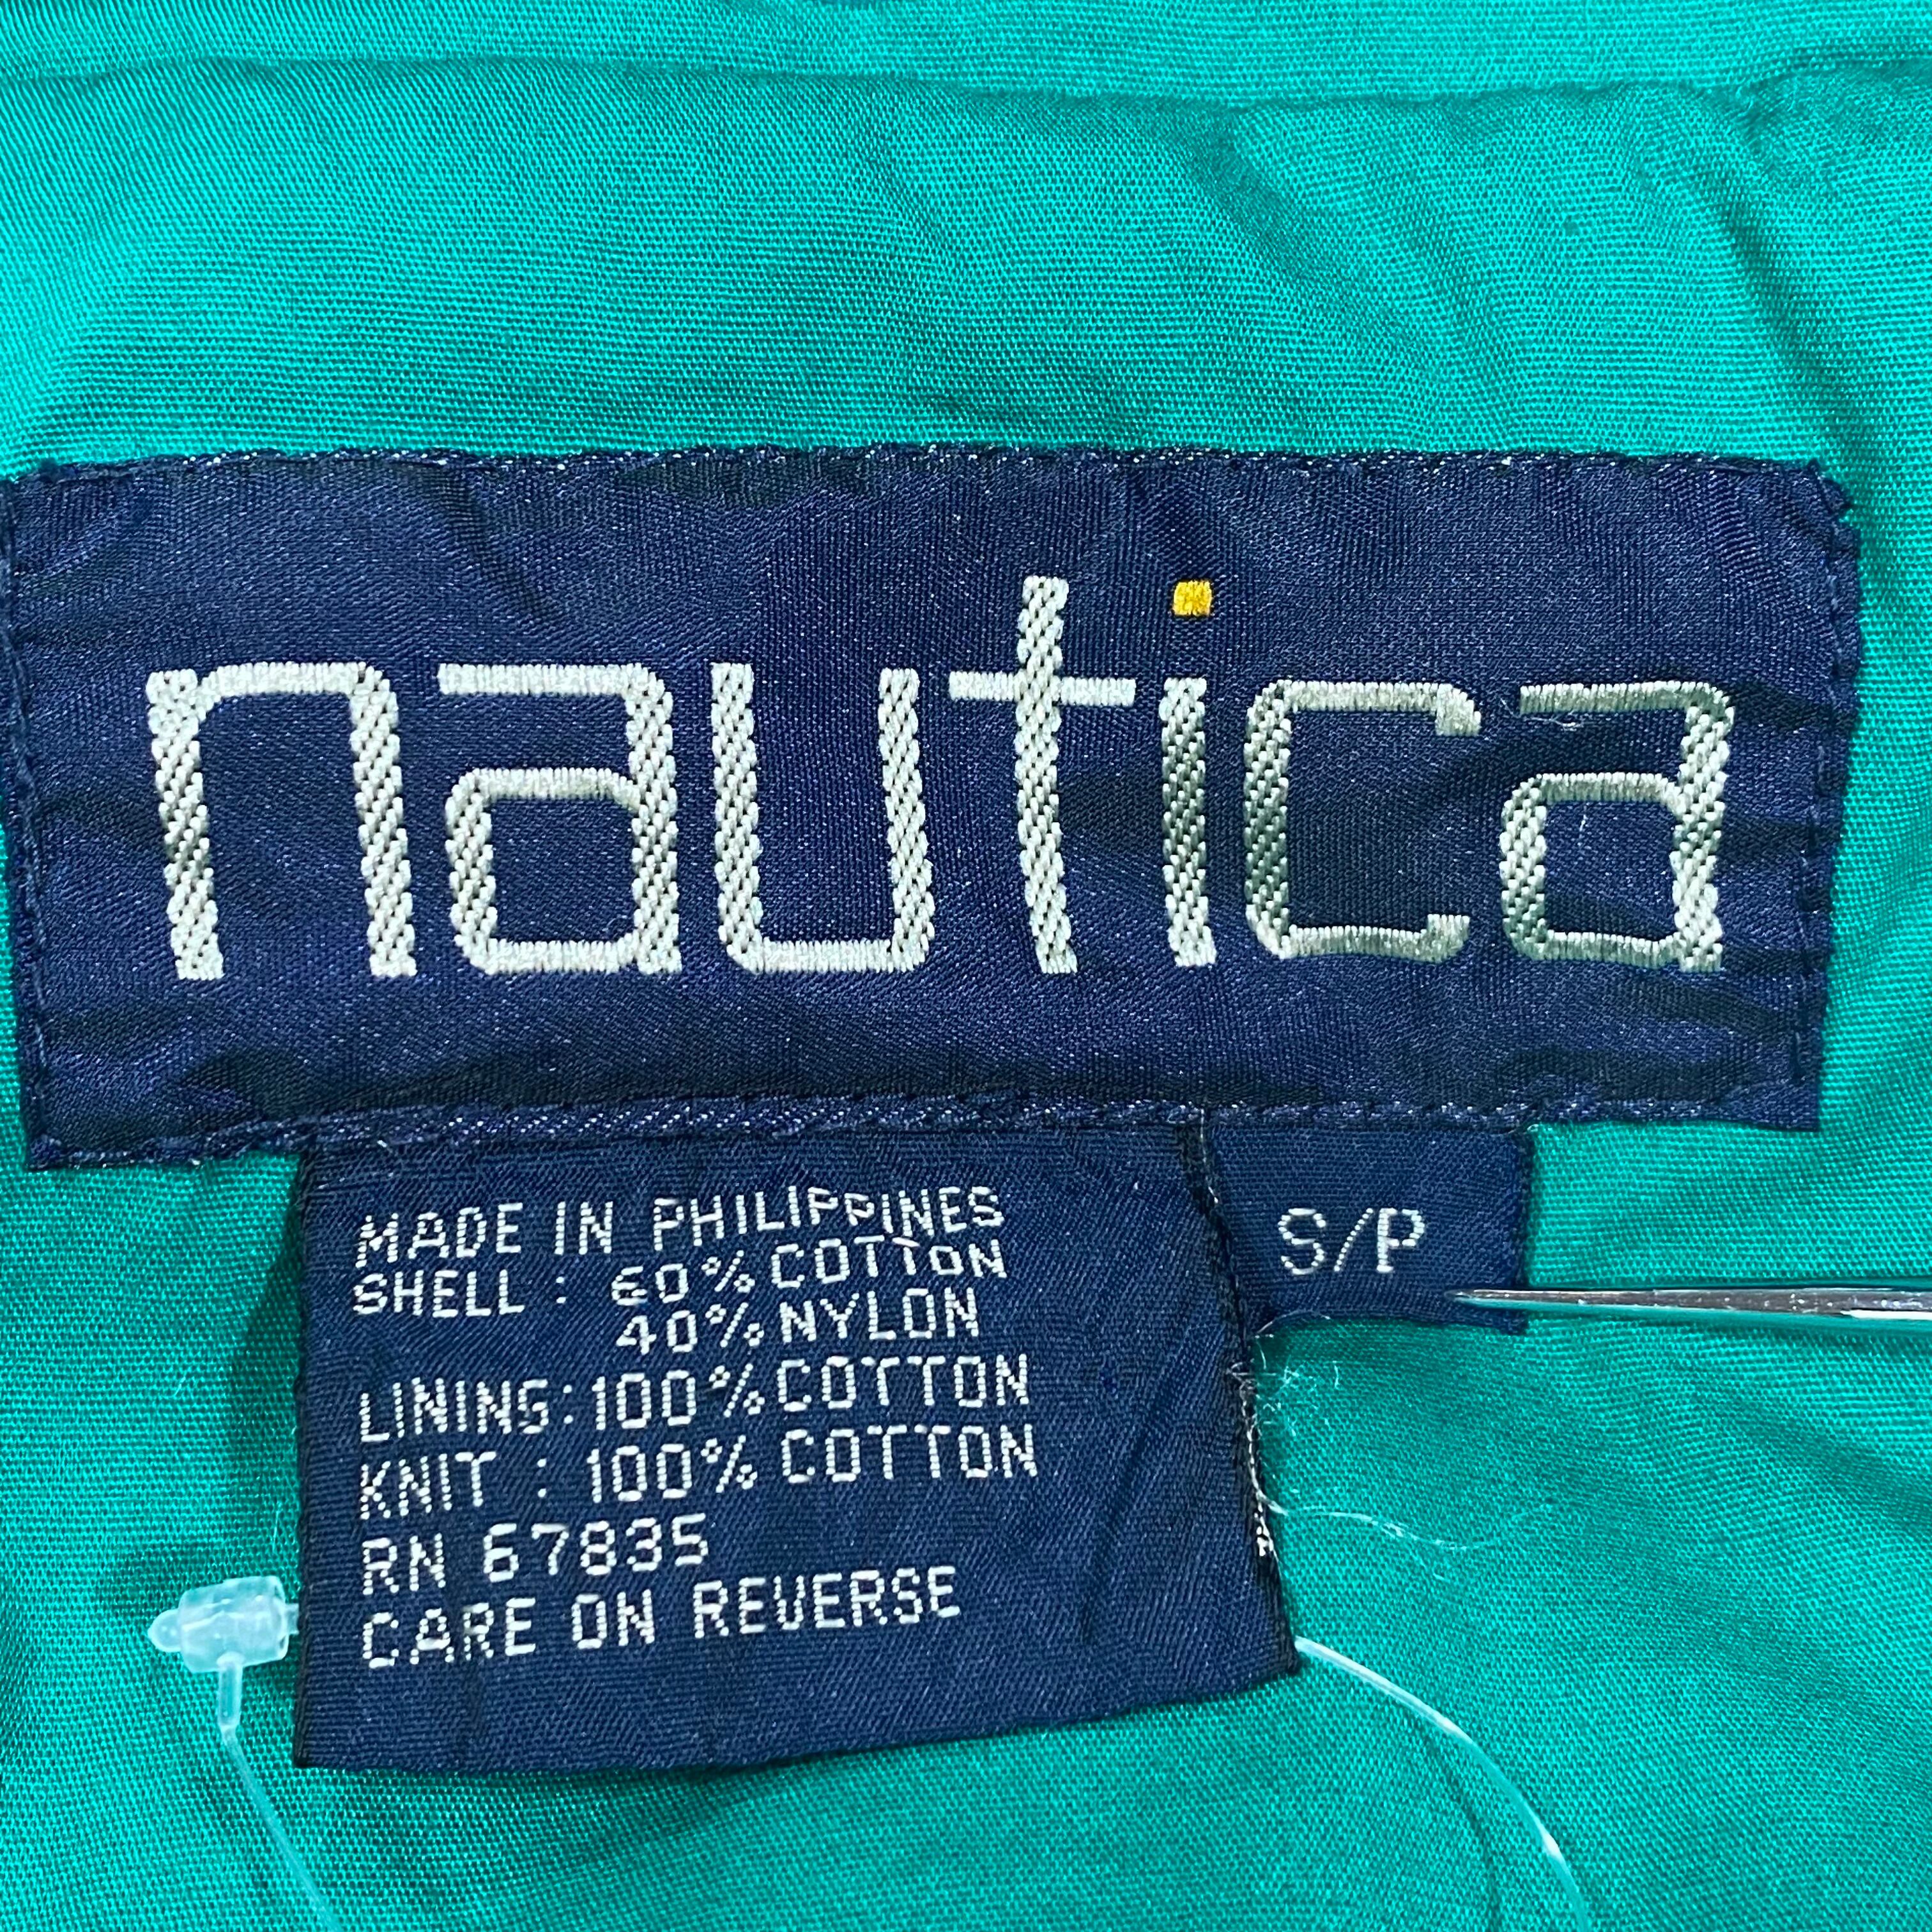 nautica
MADE IN PHILIPPINES
SHELL : 60% COTTON
40% NYLON
LINING: 100% COTTON
KNIT : 100% COTTON
RN 67835
CARE ON REVERSE
S/P